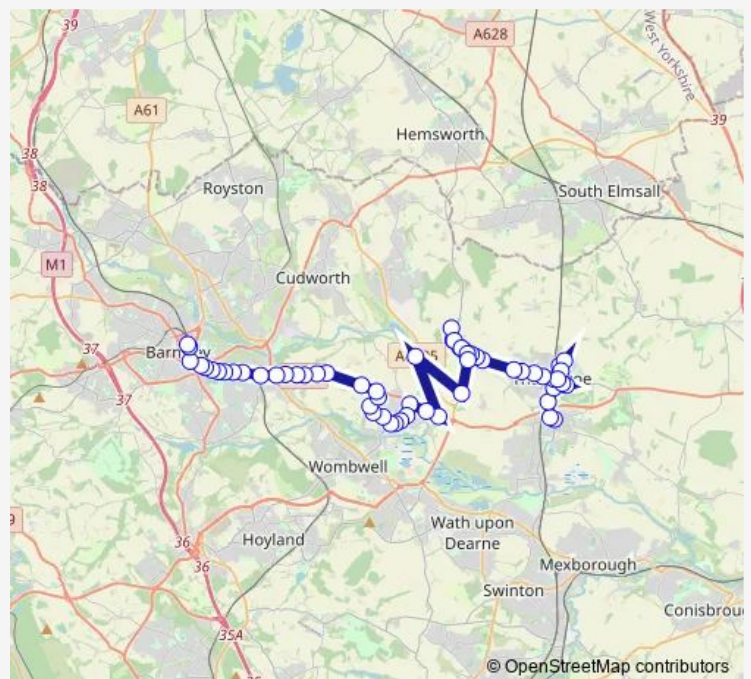 39
A628
A61
West Yorkshire
39
Hemsworth
38
38
Royston
South Elmsall
M1
Cudworth
37
37
Wombwell
Wath upon
Dearne
Hoyland
36
36
Mexborough
Swinton
35A
© OpenStreetMap contributors